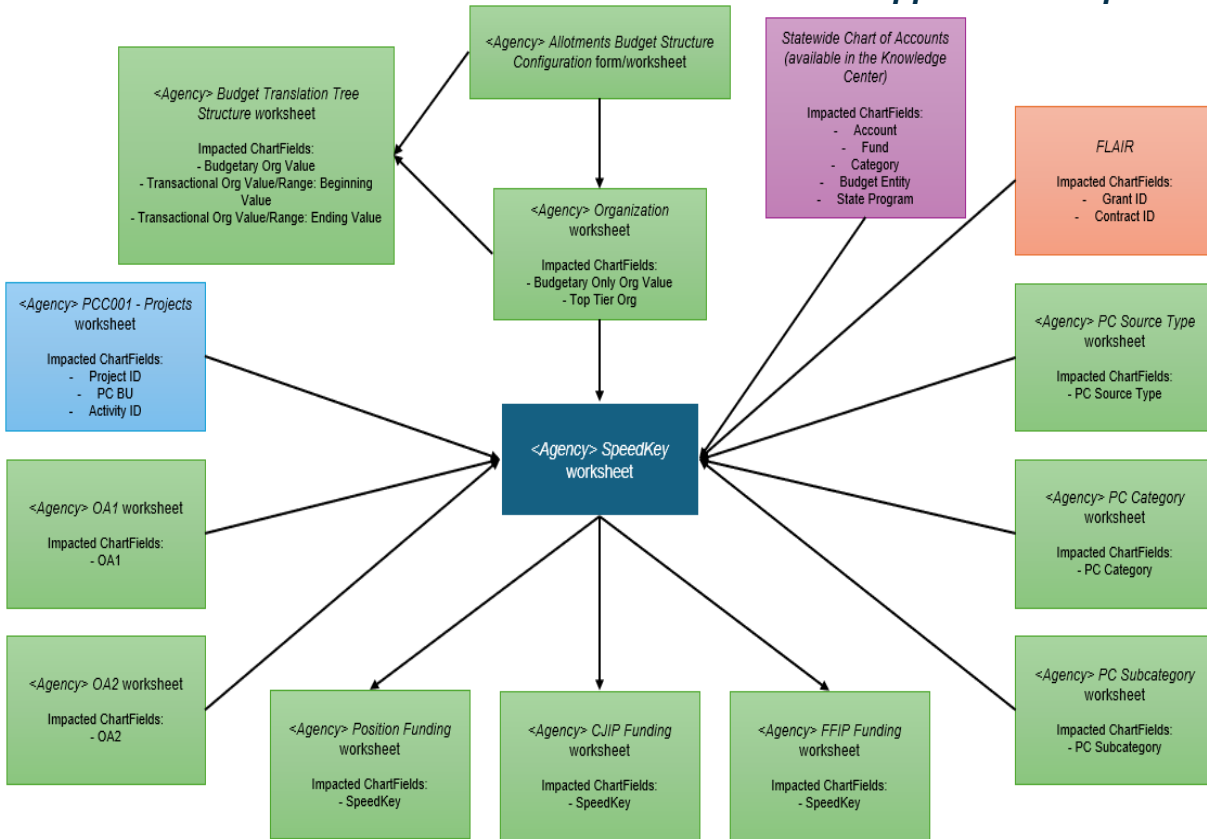 <Agency> Allotments Budget Structure
Configuration form/worksheet
Statewide Chart of Accounts
(available in the Knowledge
Center)
Impacted ChartFields:
- Account
- Fund
- Category
- Budget Entity
- State Program
<Agency> Budget Translation Tree
Structure worksheet
Impacted ChartFields:
- Budgetary Org Value
- Transactional Org Value/Range: Beginning
Value
- Transactional Org Value/Range: Ending Value
FLAIR
Impacted ChartFields:
- Grant ID
- Contract ID
<Agency> Organization
worksheet
Impacted ChartFields:
- Budgetary Only Org Value
- Top Tier Org
<Agency> PCC001 - Projects
worksheet
Impacted ChartFields:
- Project ID
- PC BU
- Activity ID
<Agency> PC Source Type
worksheet
Impacted ChartFields:
- PC Source Type
<Agency> SpeedKey
worksheet
<Agency> OA1 worksheet
Impacted ChartFields:
- OA1
<Agency> PC Category
worksheet
Impacted ChartFields:
- PC Category
<Agency> OA2 worksheet
Impacted ChartFields:
- OA2
<Agency> Position Funding
worksheet
Impacted ChartFields:
- SpeedKey
<Agency> CJIP Funding
worksheet
Impacted ChartFields:
- SpeedKey
<Agency> FFIP Funding
worksheet
Impacted ChartFields:
- SpeedKey
<Agency> PC Subcategory
worksheet
Impacted ChartFields:
- PC Subcategory